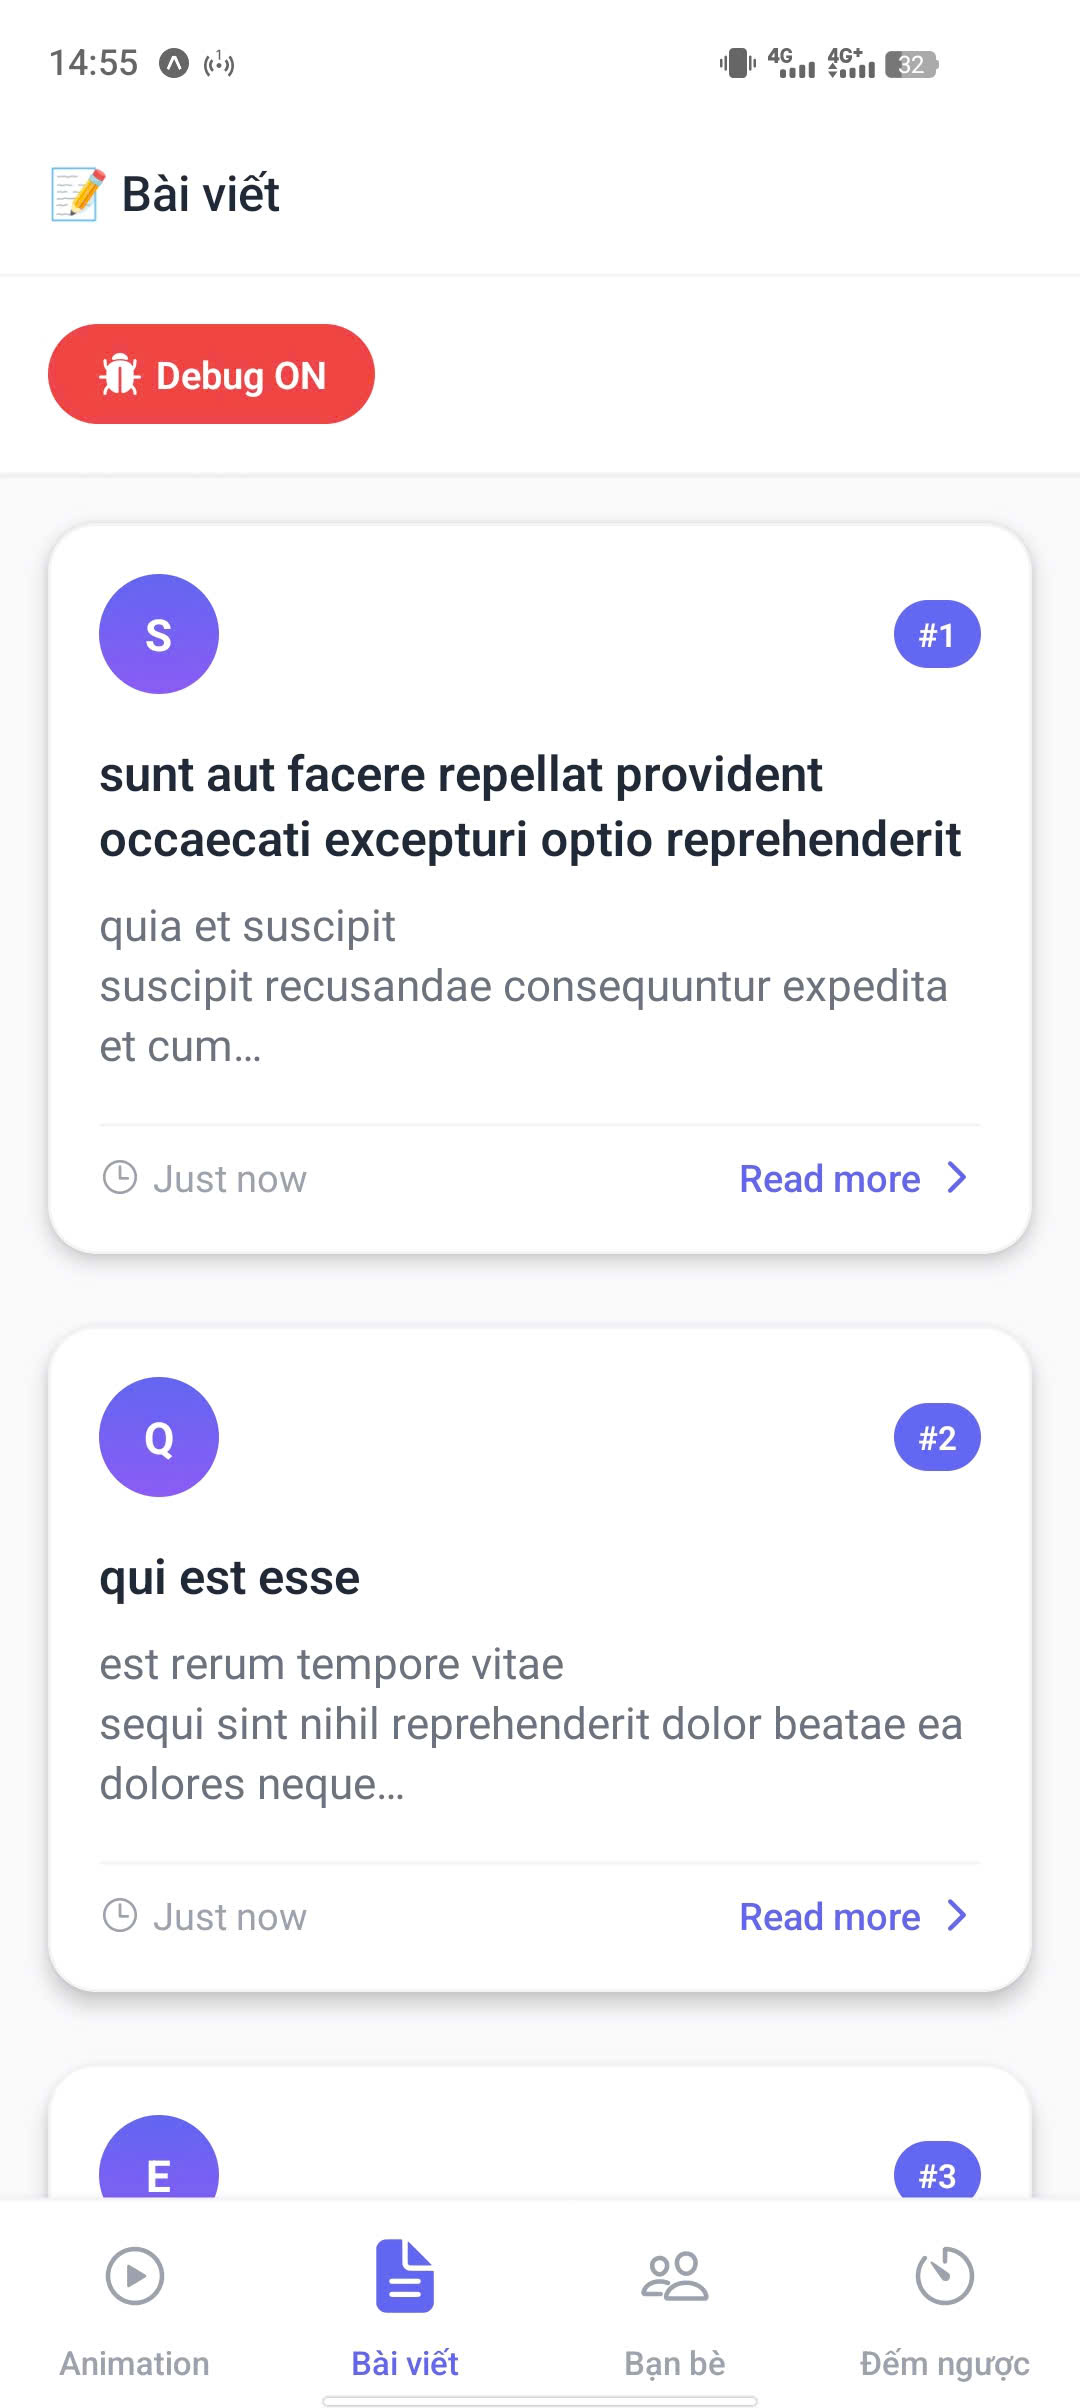 14:55
1
4G
4G+
32
📝 Bài viết
Debug ON
S
#1
sunt aut facere repellat provident
occaecati excepturi optio reprehenderit
quia et suscipit
suscipit recusandae consequuntur expedita
et cum...
Just now
Read more
Q
#2
qui est esse
est rerum tempore vitae
sequi sint nihil reprehenderit dolor beatae ea
dolores neque...
Just now
Read more
E
#3
Animation
Bài viết
Bạn bè
Đếm ngược